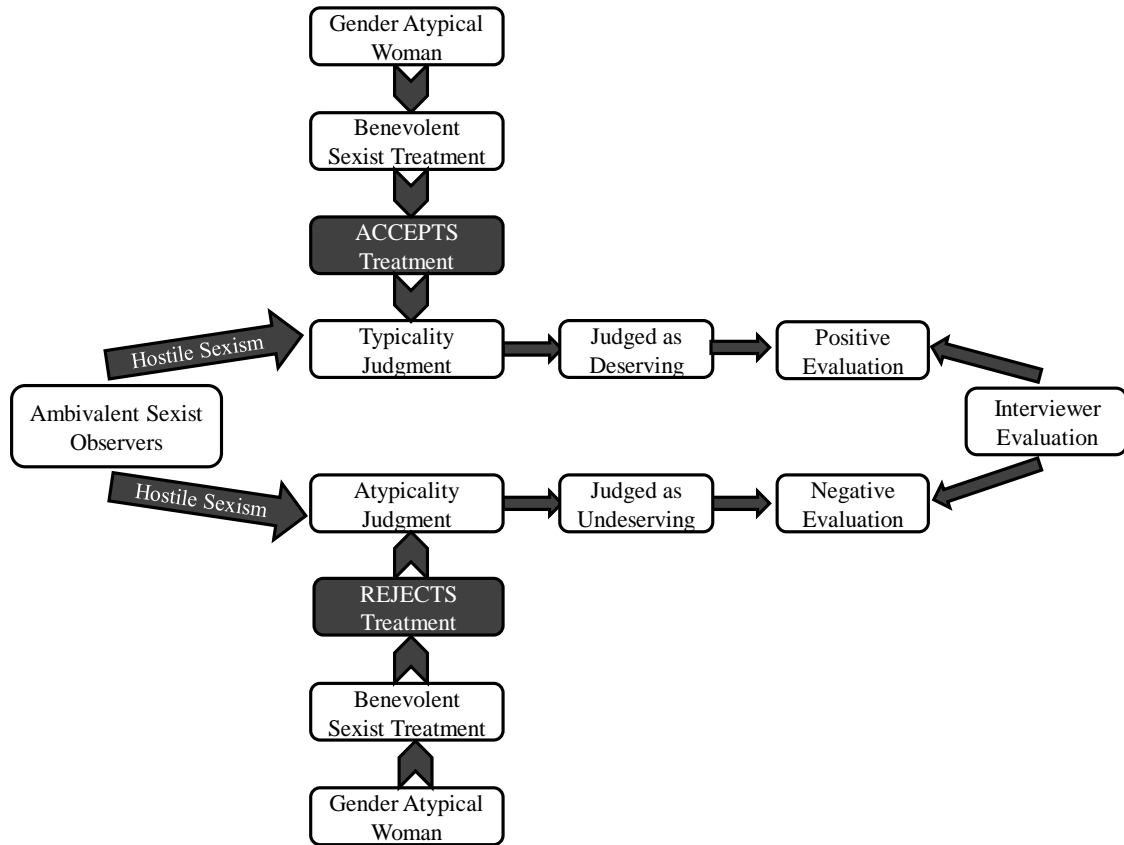 Gender Atypical
Woman
Benevolent
Sexist Treatment
ACCEPTS
Treatment
Hostile Sexism
Typicality
Judgment
Judged as
Deserving
Positive
Evaluation
Ambivalent Sexist
Observers
Interviewer
Evaluation
Hostile Sexism
Atypicality
Judgment
Judged as
Undeserving
Negative
Evaluation
REJECTS
Treatment
Benevolent
Sexist Treatment
Gender Atypical
Woman